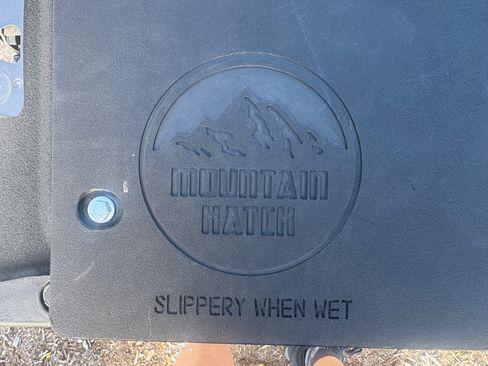 MOUNTAIN
HATCH
SLIPPERY WHEN WET